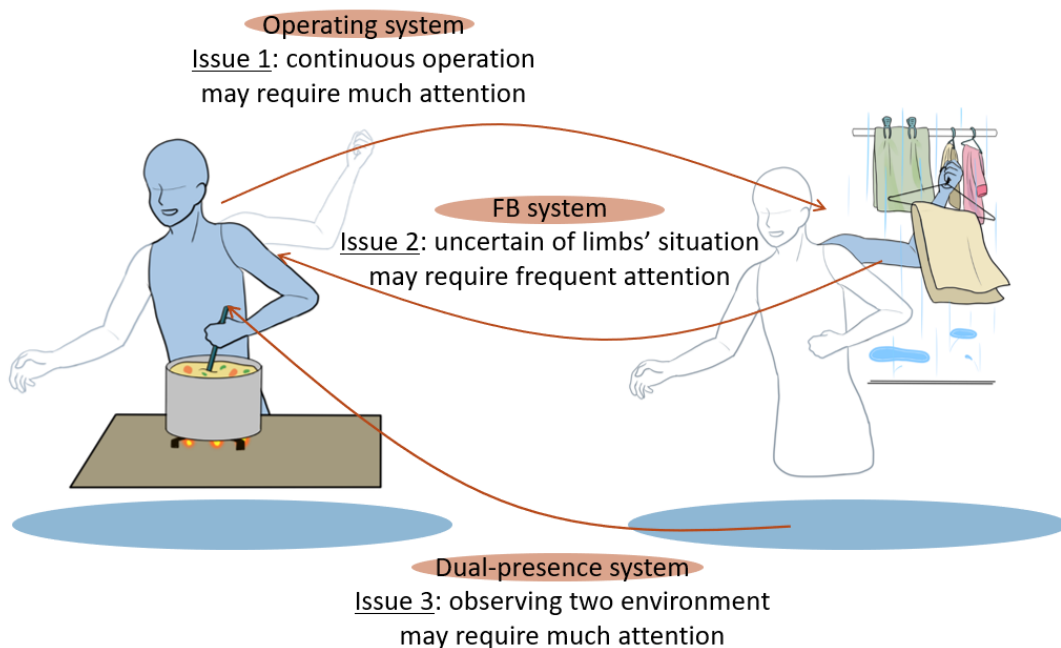 Operating system
Issue 1: continuous operation
may require much attention
FB system
Issue 2: uncertain of limbs' situation
may require frequent attention
Dual-presence system
Issue 3: observing two environment
may require much attention